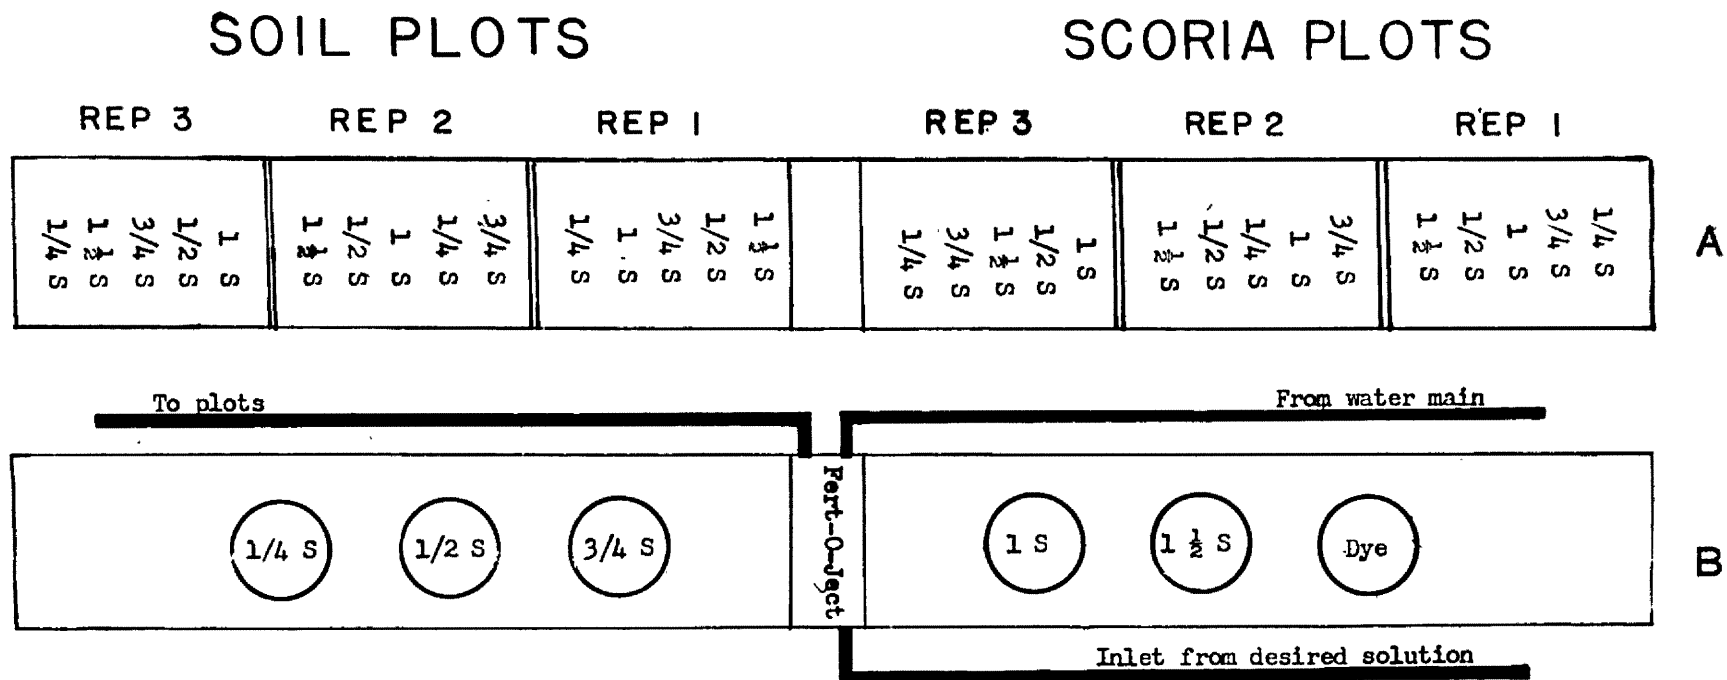 SOIL PLOTS
SCORIA PLOTS
REP 3
REP 2
REP 1
REP 3
REP 2
REP 1
1/4 S
1 ½ S
3/4 S
1/2 S
1 S
1 ½ S
1/2 S
1 S
1/4 S
3/4 S
1/4 S
1 S
3/4 S
1/2 S
1 ½ S
1/4 S
3/4 S
1 ½ S
1/2 S
1 S
1 ½ S
1/2 S
1/4 S
1 S
3/4 S
1 ½ S
1/2 S
1 S
3/4 S
1/4 S
A
To plots
From water main
1/4 S
1/2 S
3/4 S
Fert-O-Ject
1 S
1 ½ S
Dye
B
Inlet from desired solution